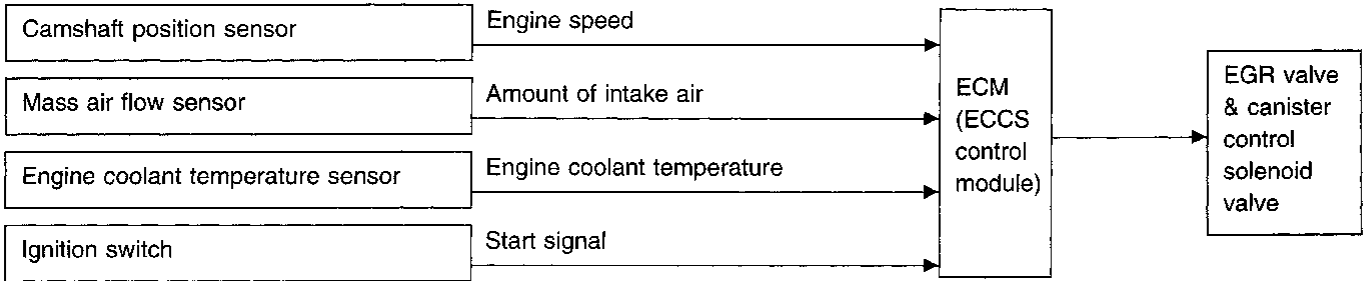 Camshaft position sensor
Engine speed
Mass air flow sensor
Amount of intake air
Engine coolant temperature sensor
Engine coolant temperature
Ignition switch
Start signal
ECM
(ECCS
control
module)
EGR valve
& canister
control
solenoid
valve